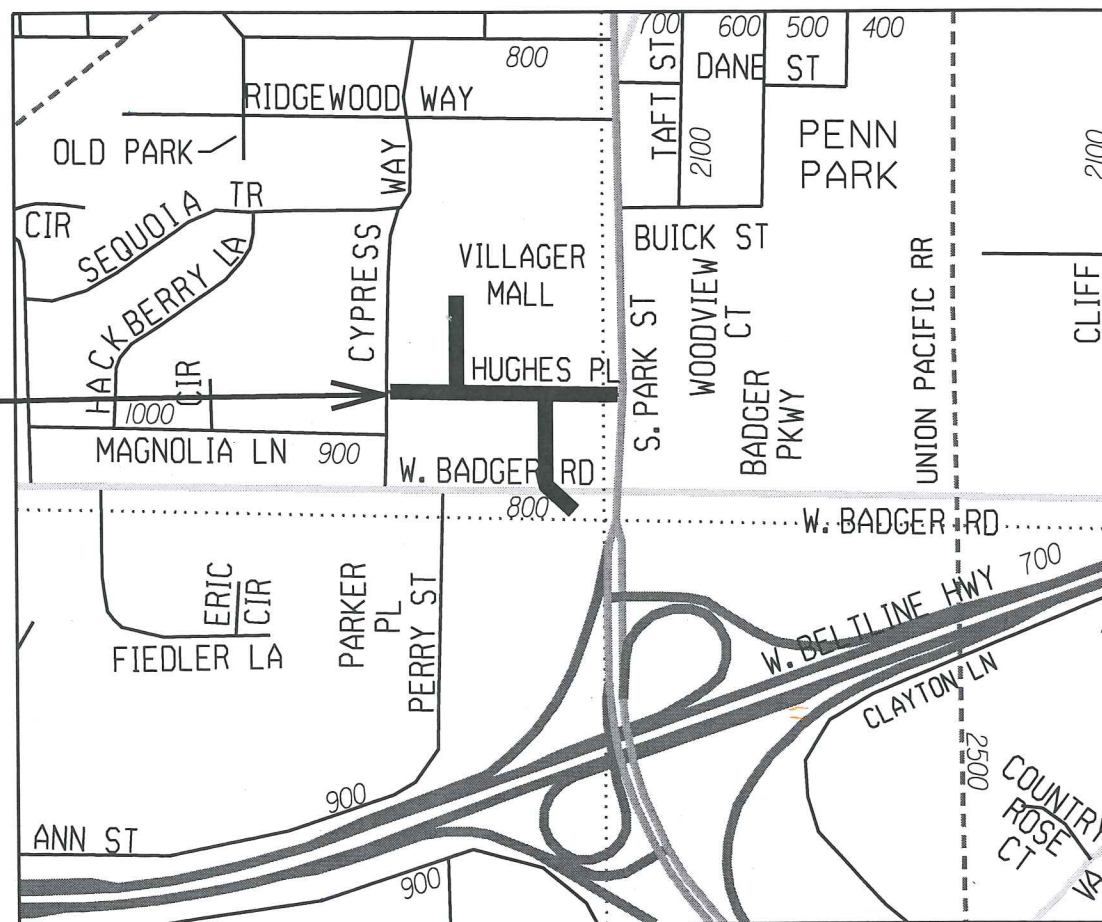 700
600
500
400
800
DANE ST
TAFT ST
RIDGEWOOD WAY
OLD PARK
2100
PENN
PARK
2100
CIR
SEQUOIA TR
CYPRESS WAY
HACKBERRY LA
BUICK ST
VILLAGER
MALL
WOODVIEW
CT
UNION PACIFIC RR
CLIFF
S. PARK ST
HUGHES PL
CIR
BADGER
PKWY
1000
MAGNOLIA LN
900
W. BADGER RD
800
W. BADGER RD
700
ERIC
CIR
PARKER
PL
PERRY ST
FIEDLER LA
W. BELTLINE HWY
CLAYTON LN
2500
COUNTRY
ROSE
CT
900
ANN ST
900
VA